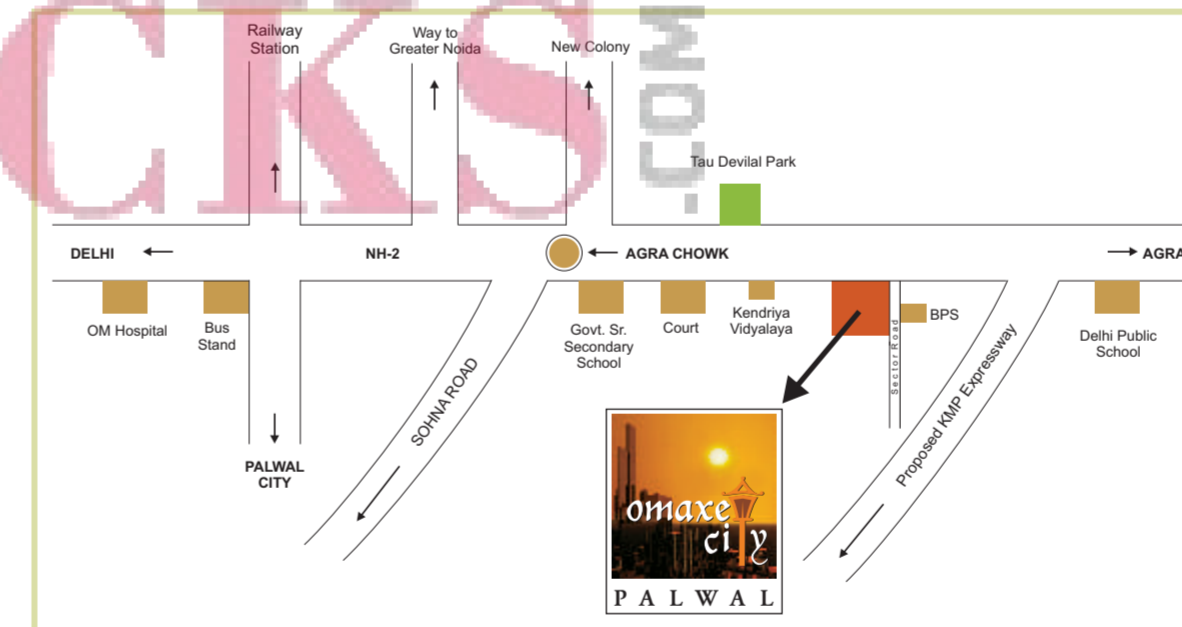 CKS
.COM
Railway
Station
Way to
Greater Noida
New Colony
Tau Devilal Park
DELHI
NH-2
AGRA CHOWK
AGRA
OM Hospital
Bus
Stand
Govt. Sr.
Secondary
School
Court
Kendriya
Vidyalaya
Sector Road
BPS
Delhi Public
School
SOHNA ROAD
Proposed KMP Expressway
PALWAL
CITY
omaxe
city
PALWAL